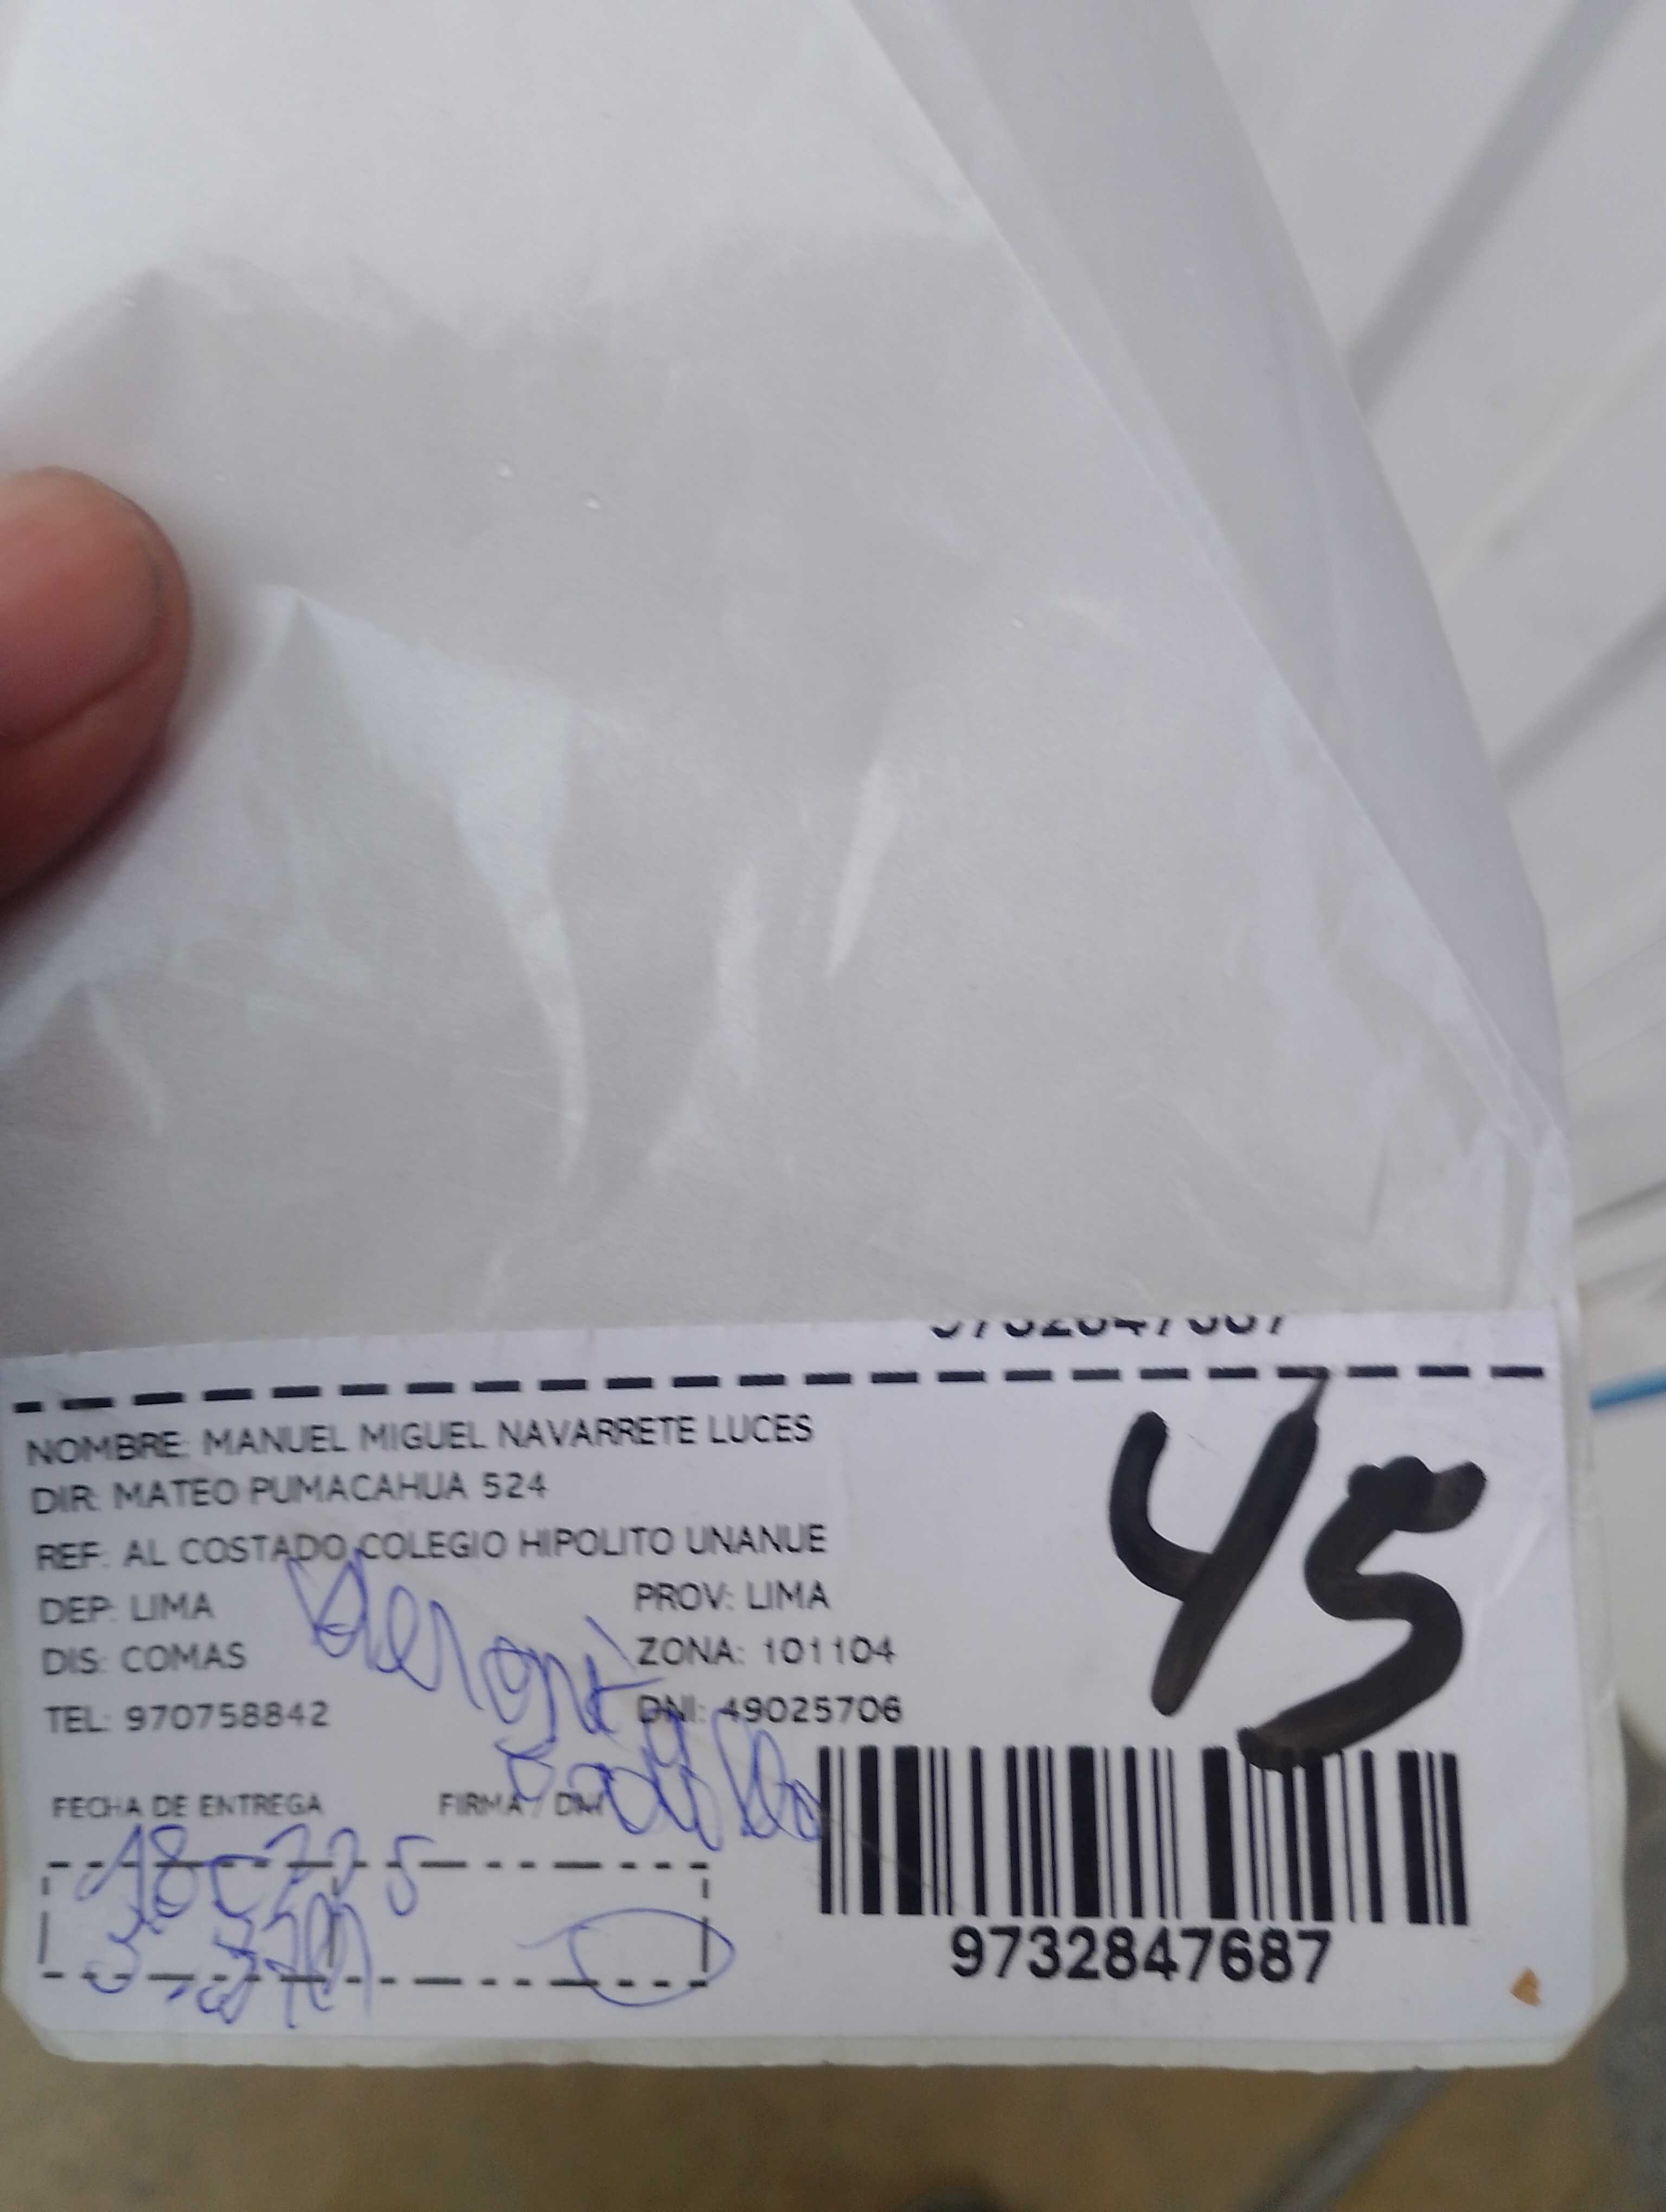 9732847687
NOMBRE: MANUEL MIGUEL NAVARRETE LUCES
45
DIR: MATEO PUMACAHUA 524
REF: AL COSTADO COLEGIO HIPOLITO UNANUE
DEP: LIMA PROV: LIMA
DIS: COMAS ZONA: 101104
TEL: 970758842 DNI: 49025706
FECHA DE ENTREGA FIRMA / DNI
9732847687